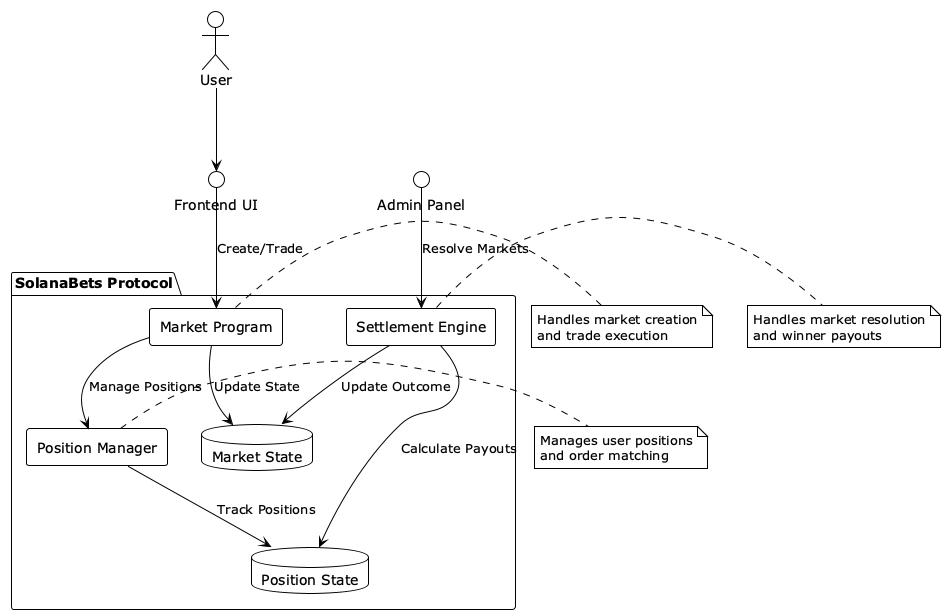 User
Frontend UI
Admin Panel
Create/Trade
Resolve Markets
SolanaBets Protocol
Market Program
Settlement Engine
Handles market creation
and trade execution
Handles market resolution
and winner payouts
Manage Positions
Update State
Update Outcome
Position Manager
Market State
Calculate Payouts
Manages user positions
and order matching
Track Positions
Position State